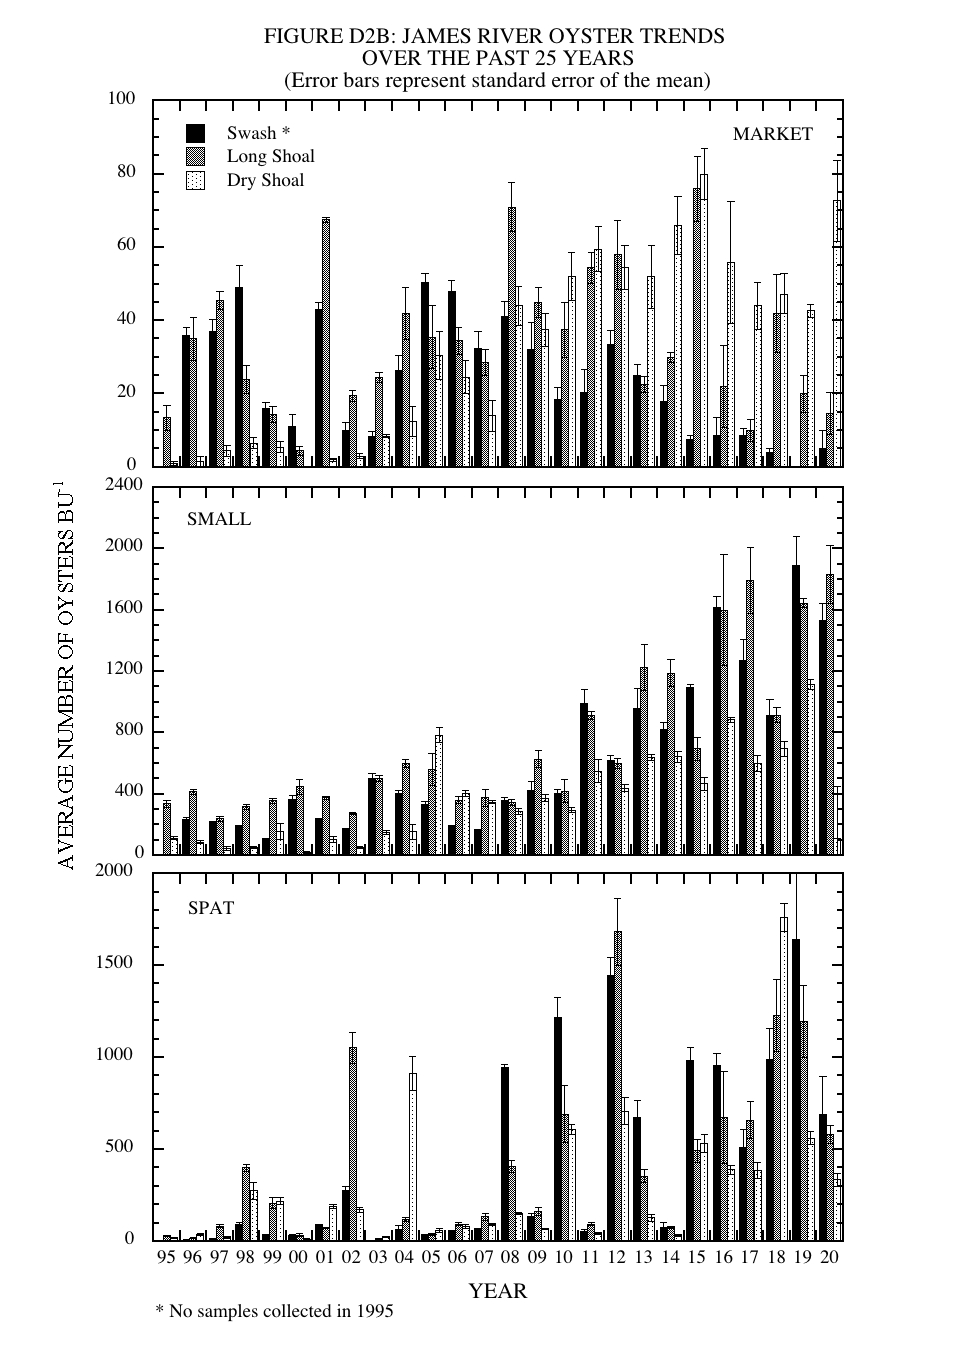 FIGURE D2B: JAMES RIVER OYSTER TRENDS
OVER THE PAST 25 YEARS
(Error bars represent standard error of the mean)
100
80
60
40
20
0
Swash *
Long Shoal
Dry Shoal
MARKET
AVERAGE NUMBER OF OYSTERS BU-1
2400
2000
1600
1200
800
400
0
SMALL
2000
1500
1000
500
0
SPAT
95 96 97 98 99 00 01 02 03 04 05 06 07 08 09 10 11 12 13 14 15 16 17 18 19 20
YEAR
* No samples collected in 1995